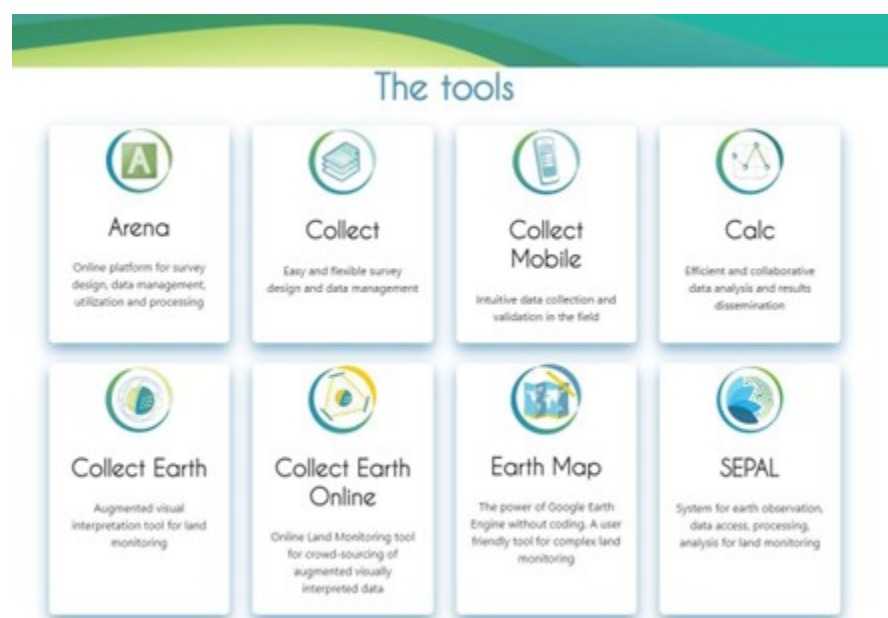 The tools
A
Arena
Online platform for survey
design, data management,
utilization and processing
Collect
Easy and flexible survey
design and data management
Collect
Mobile
Intuitive data collection and
validation in the field
Calc
Efficient and collaborative
data analysis and results
dissemination
Collect Earth
Augmented visual
interpretation tool for land
monitoring
Collect Earth
Online
Online Land Monitoring tool
for crowd-sourcing of
augmented visually
interpreted data
Earth Map
The power of Google Earth
Engine without coding. A user
friendly tool for complex land
monitoring
SEPAL
System for earth observation,
data access, processing,
analysis for land monitoring